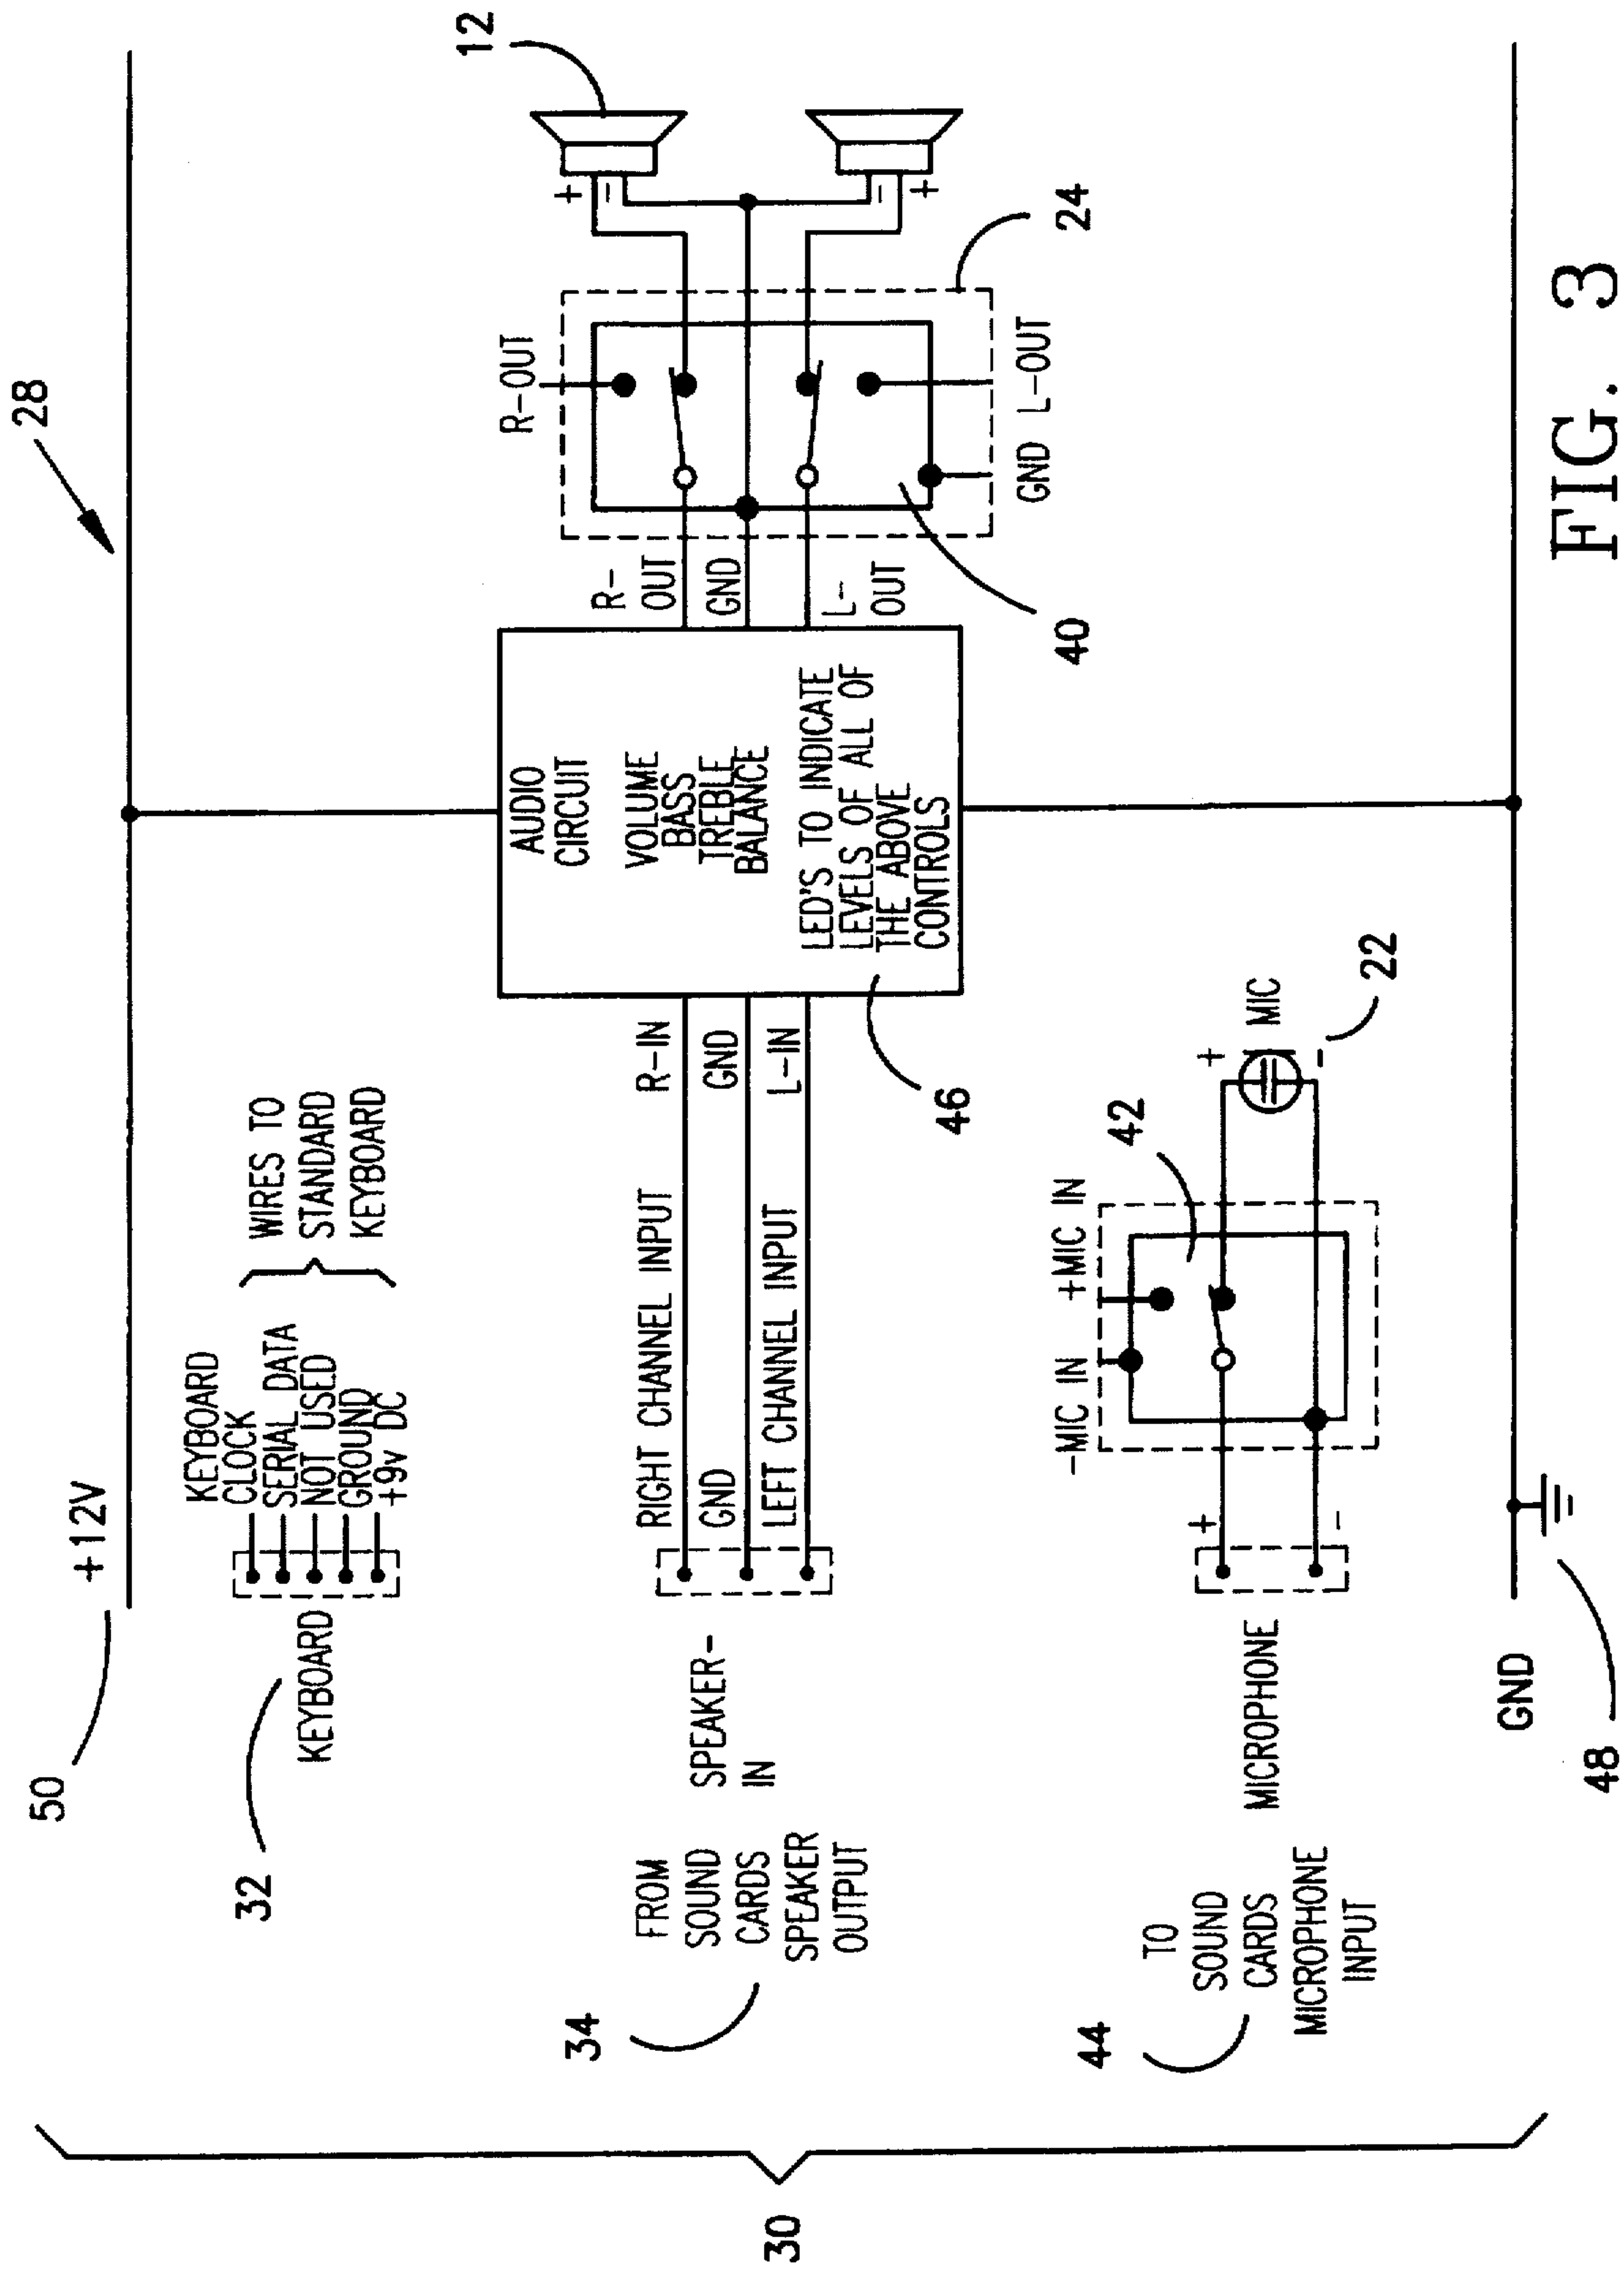 28
50
+12V
32
KEYBOARD
KEYBOARD
CLOCK
SERIAL DATA
NOT USED
GROUND
+9v DC
WIRES TO
STANDARD
KEYBOARD
30
34
FROM
SOUND
CARDS
SPEAKER
OUTPUT
SPEAKER-
IN
RIGHT CHANNEL INPUT
GND
LEFT CHANNEL INPUT
R-IN
GND
L-IN
46
AUDIO
CIRCUIT
VOLUME
BASS
TREBLE
BALANCE
LED'S TO INDICATE
LEVELS OF ALL OF
THE ABOVE
CONTROLS
R-
OUT
GND
L-
OUT
R-OUT
GND
L-OUT
40
24
+
-
-
+
12
44
TO
SOUND
CARDS
MICROPHONE
INPUT
MICROPHONE
+
-
-MIC IN
+MIC IN
42
+
-
MIC
22
GND
48
FIG. 3